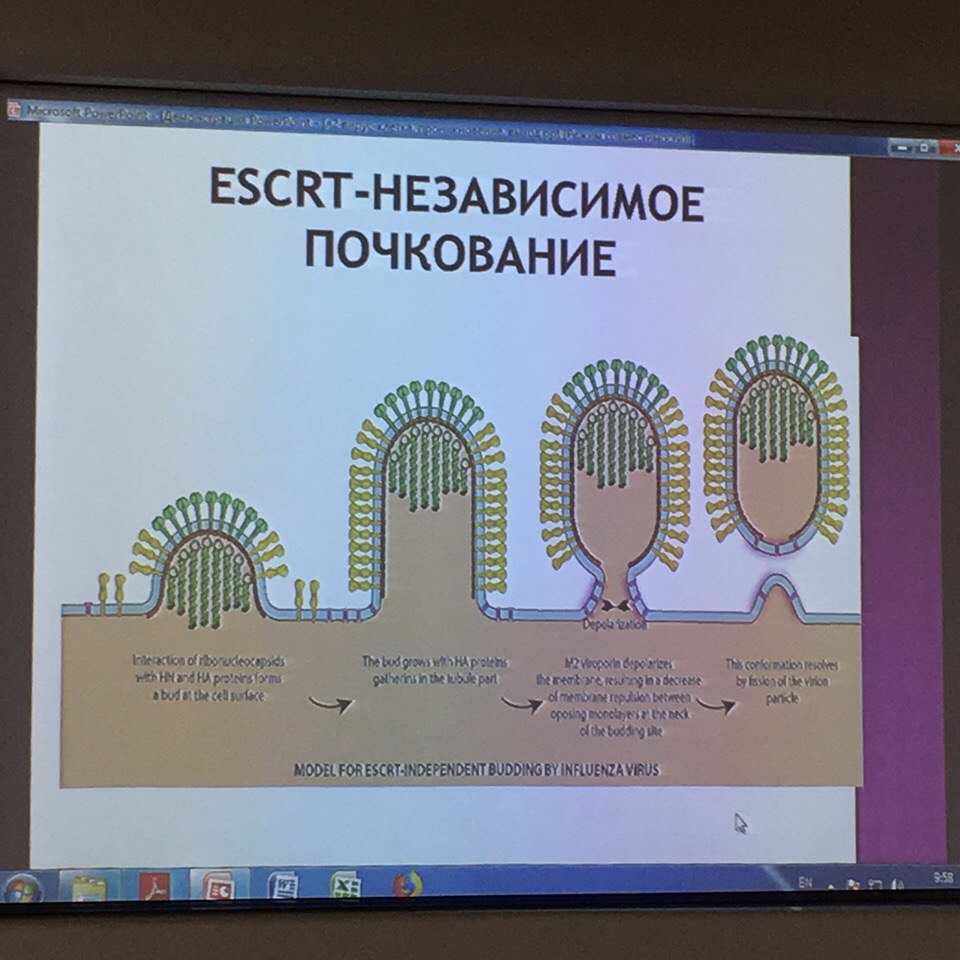 Microsoft PowerPoint
ESCRT-НЕЗАВИСИМОЕ
ПОЧКОВАНИЕ
Depolarization
Interaction of ribonucleocapsids
with HN and HA proteins forms
a bud at the cell surface
The bud grows with HA proteins
gatherins in the tubule part
M2 viroporin depolarizes
the membrane, resulting in a decrease
of membrane repulsion between
opposing monolayers at the neck
of the budding site
This conformation resolves
by fission of the virion
particle
MODEL FOR ESCRT-INDEPENDENT BUDDING BY INFLUENZA VIRUS
EN
9:58